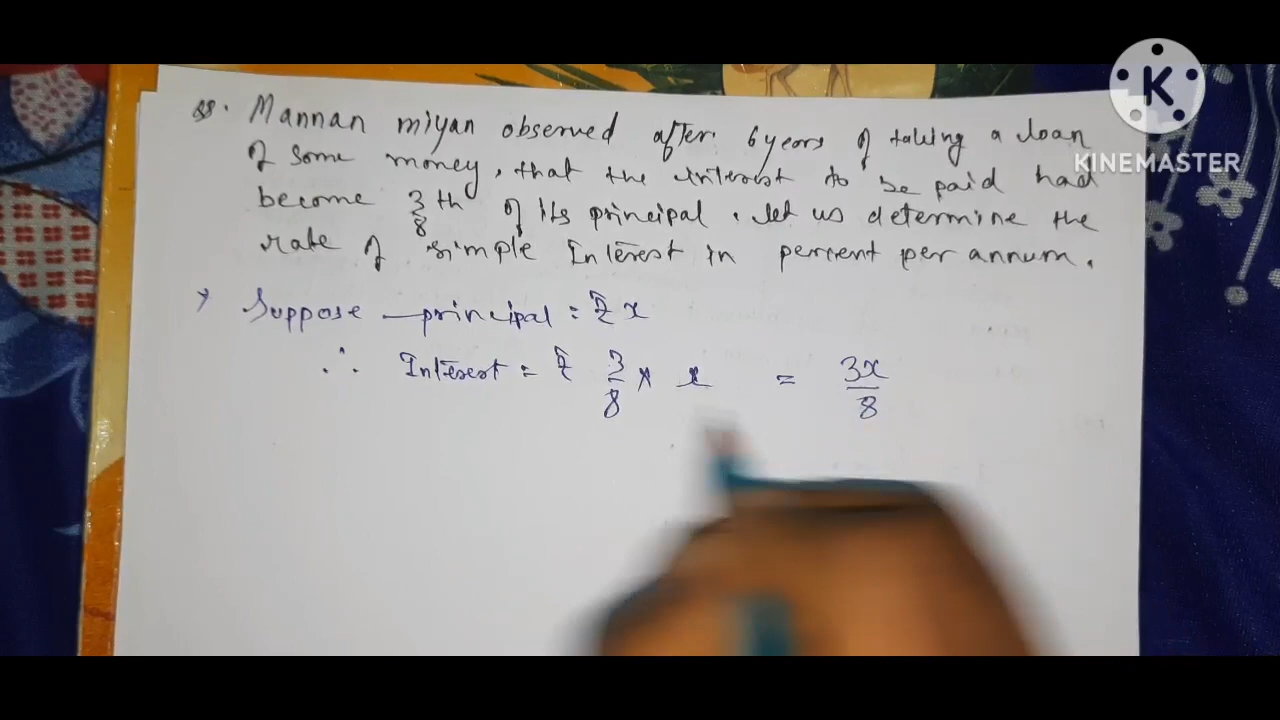 Mannan miyan observed after 6 years of taking a loan
of some money, that the interest to be paid had
become 3/8 th of its principal. Let us determine the
rate of simple Interest in percent per annum.
Suppose principal = ₹ x
∴ Interest = ₹ 3/8 × x = 3x/8
K
KINEMASTER